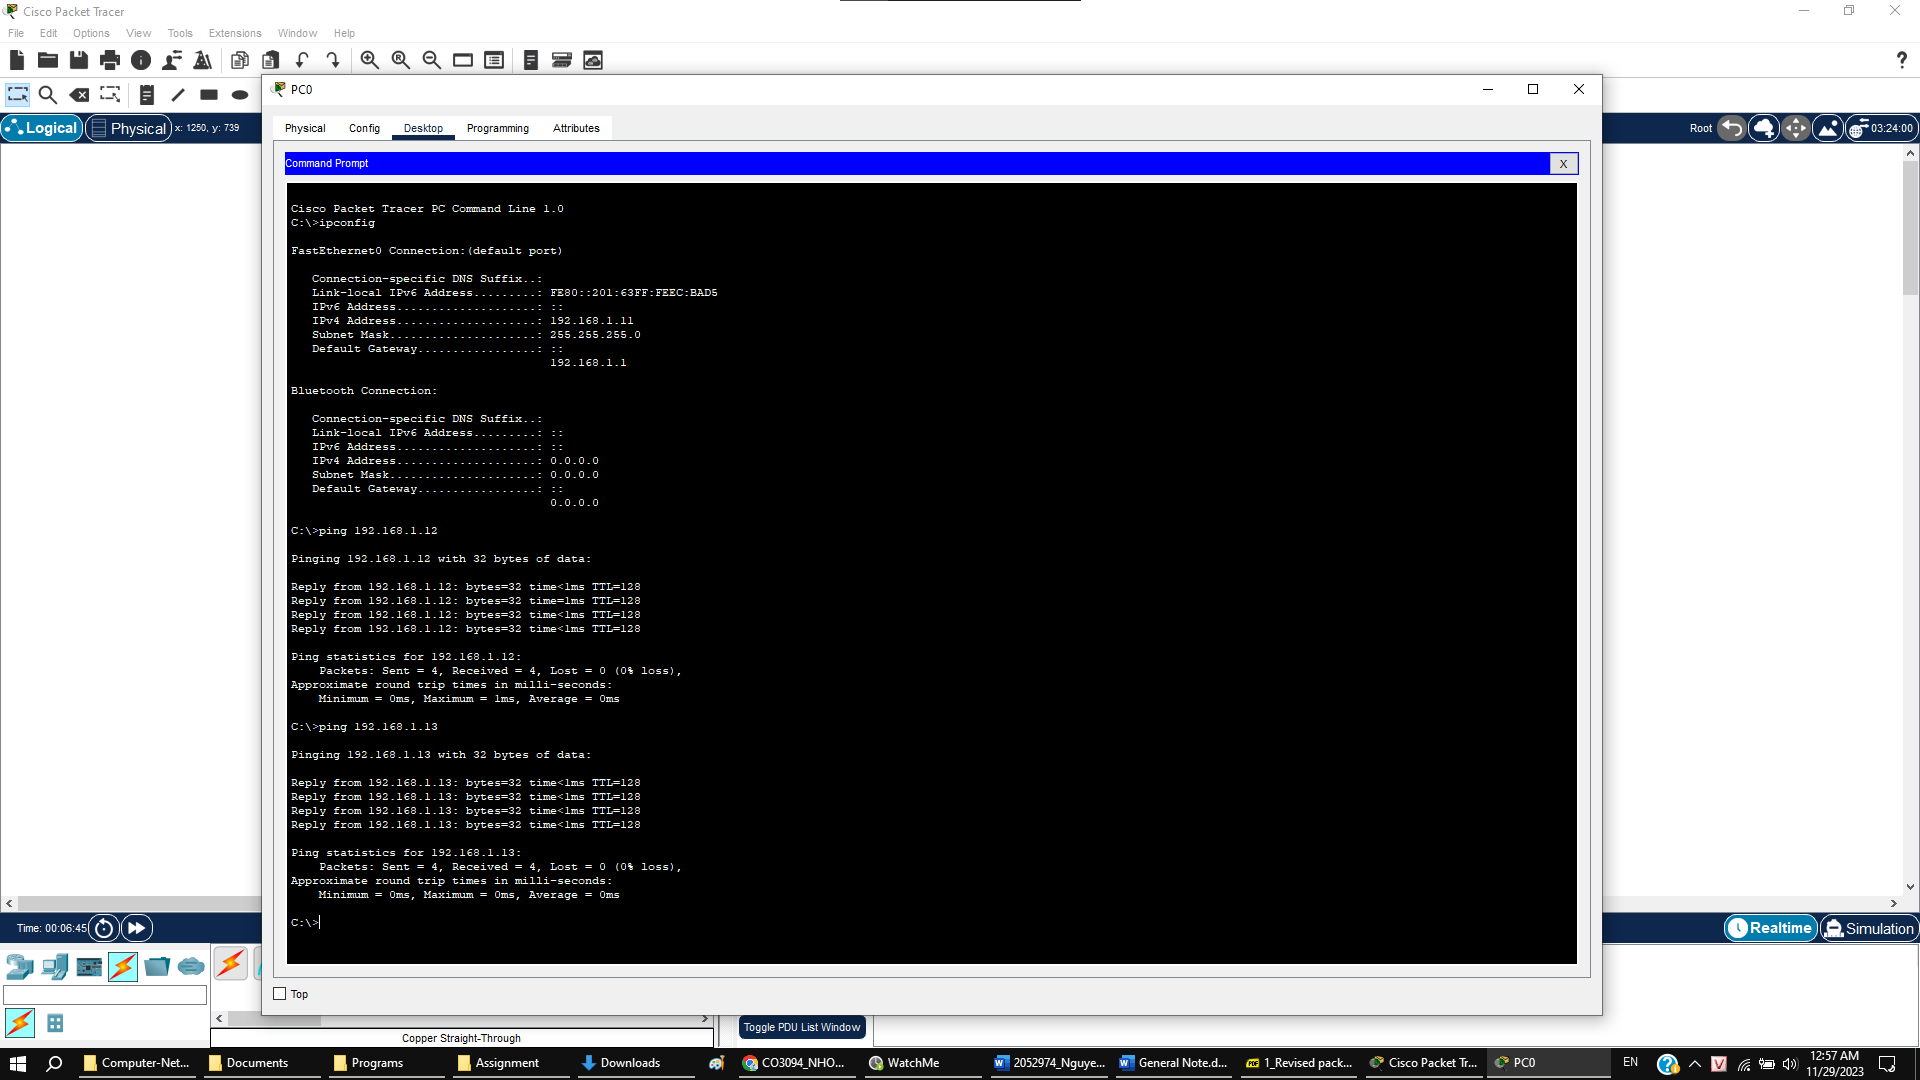 Cisco Packet Tracer
File Edit Options View Tools Extensions Window Help
PC0
Physical Config Desktop Programming Attributes
Logical Physical x: 1250, y: 739
Root 03:24:00
Command Prompt X
Cisco Packet Tracer PC Command Line 1.0
C:\>ipconfig
FastEthernet0 Connection:(default port)
Connection-specific DNS Suffix..:
Link-local IPv6 Address.........: FE80::201:63FF:FEEC:BAD5
IPv6 Address....................: ::
IPv4 Address....................: 192.168.1.11
Subnet Mask.....................: 255.255.255.0
Default Gateway.................: ::
192.168.1.1
Bluetooth Connection:
Connection-specific DNS Suffix..:
Link-local IPv6 Address.........: ::
IPv6 Address....................: ::
IPv4 Address....................: 0.0.0.0
Subnet Mask.....................: 0.0.0.0
Default Gateway.................: ::
0.0.0.0
C:\>ping 192.168.1.12
Pinging 192.168.1.12 with 32 bytes of data:
Reply from 192.168.1.12: bytes=32 time<1ms TTL=128
Reply from 192.168.1.12: bytes=32 time=1ms TTL=128
Reply from 192.168.1.12: bytes=32 time<1ms TTL=128
Reply from 192.168.1.12: bytes=32 time<1ms TTL=128
Ping statistics for 192.168.1.12:
Packets: Sent = 4, Received = 4, Lost = 0 (0% loss),
Approximate round trip times in milli-seconds:
Minimum = 0ms, Maximum = 1ms, Average = 0ms
C:\>ping 192.168.1.13
Pinging 192.168.1.13 with 32 bytes of data:
Reply from 192.168.1.13: bytes=32 time<1ms TTL=128
Reply from 192.168.1.13: bytes=32 time<1ms TTL=128
Reply from 192.168.1.13: bytes=32 time<1ms TTL=128
Reply from 192.168.1.13: bytes=32 time<1ms TTL=128
Ping statistics for 192.168.1.13:
Packets: Sent = 4, Received = 4, Lost = 0 (0% loss),
Approximate round trip times in milli-seconds:
Minimum = 0ms, Maximum = 0ms, Average = 0ms
C:\>
Time: 00:06:45
Realtime Simulation
Top
Toggle PDU List Window
Copper Straight-Through
Computer-Net... Documents Programs Assignment Downloads CO3094_NHO... WatchMe 2052974_Nguye... General Note.d... 1_Revised pack... Cisco Packet Tr... PC0 EN 12:57 AM
11/29/2023